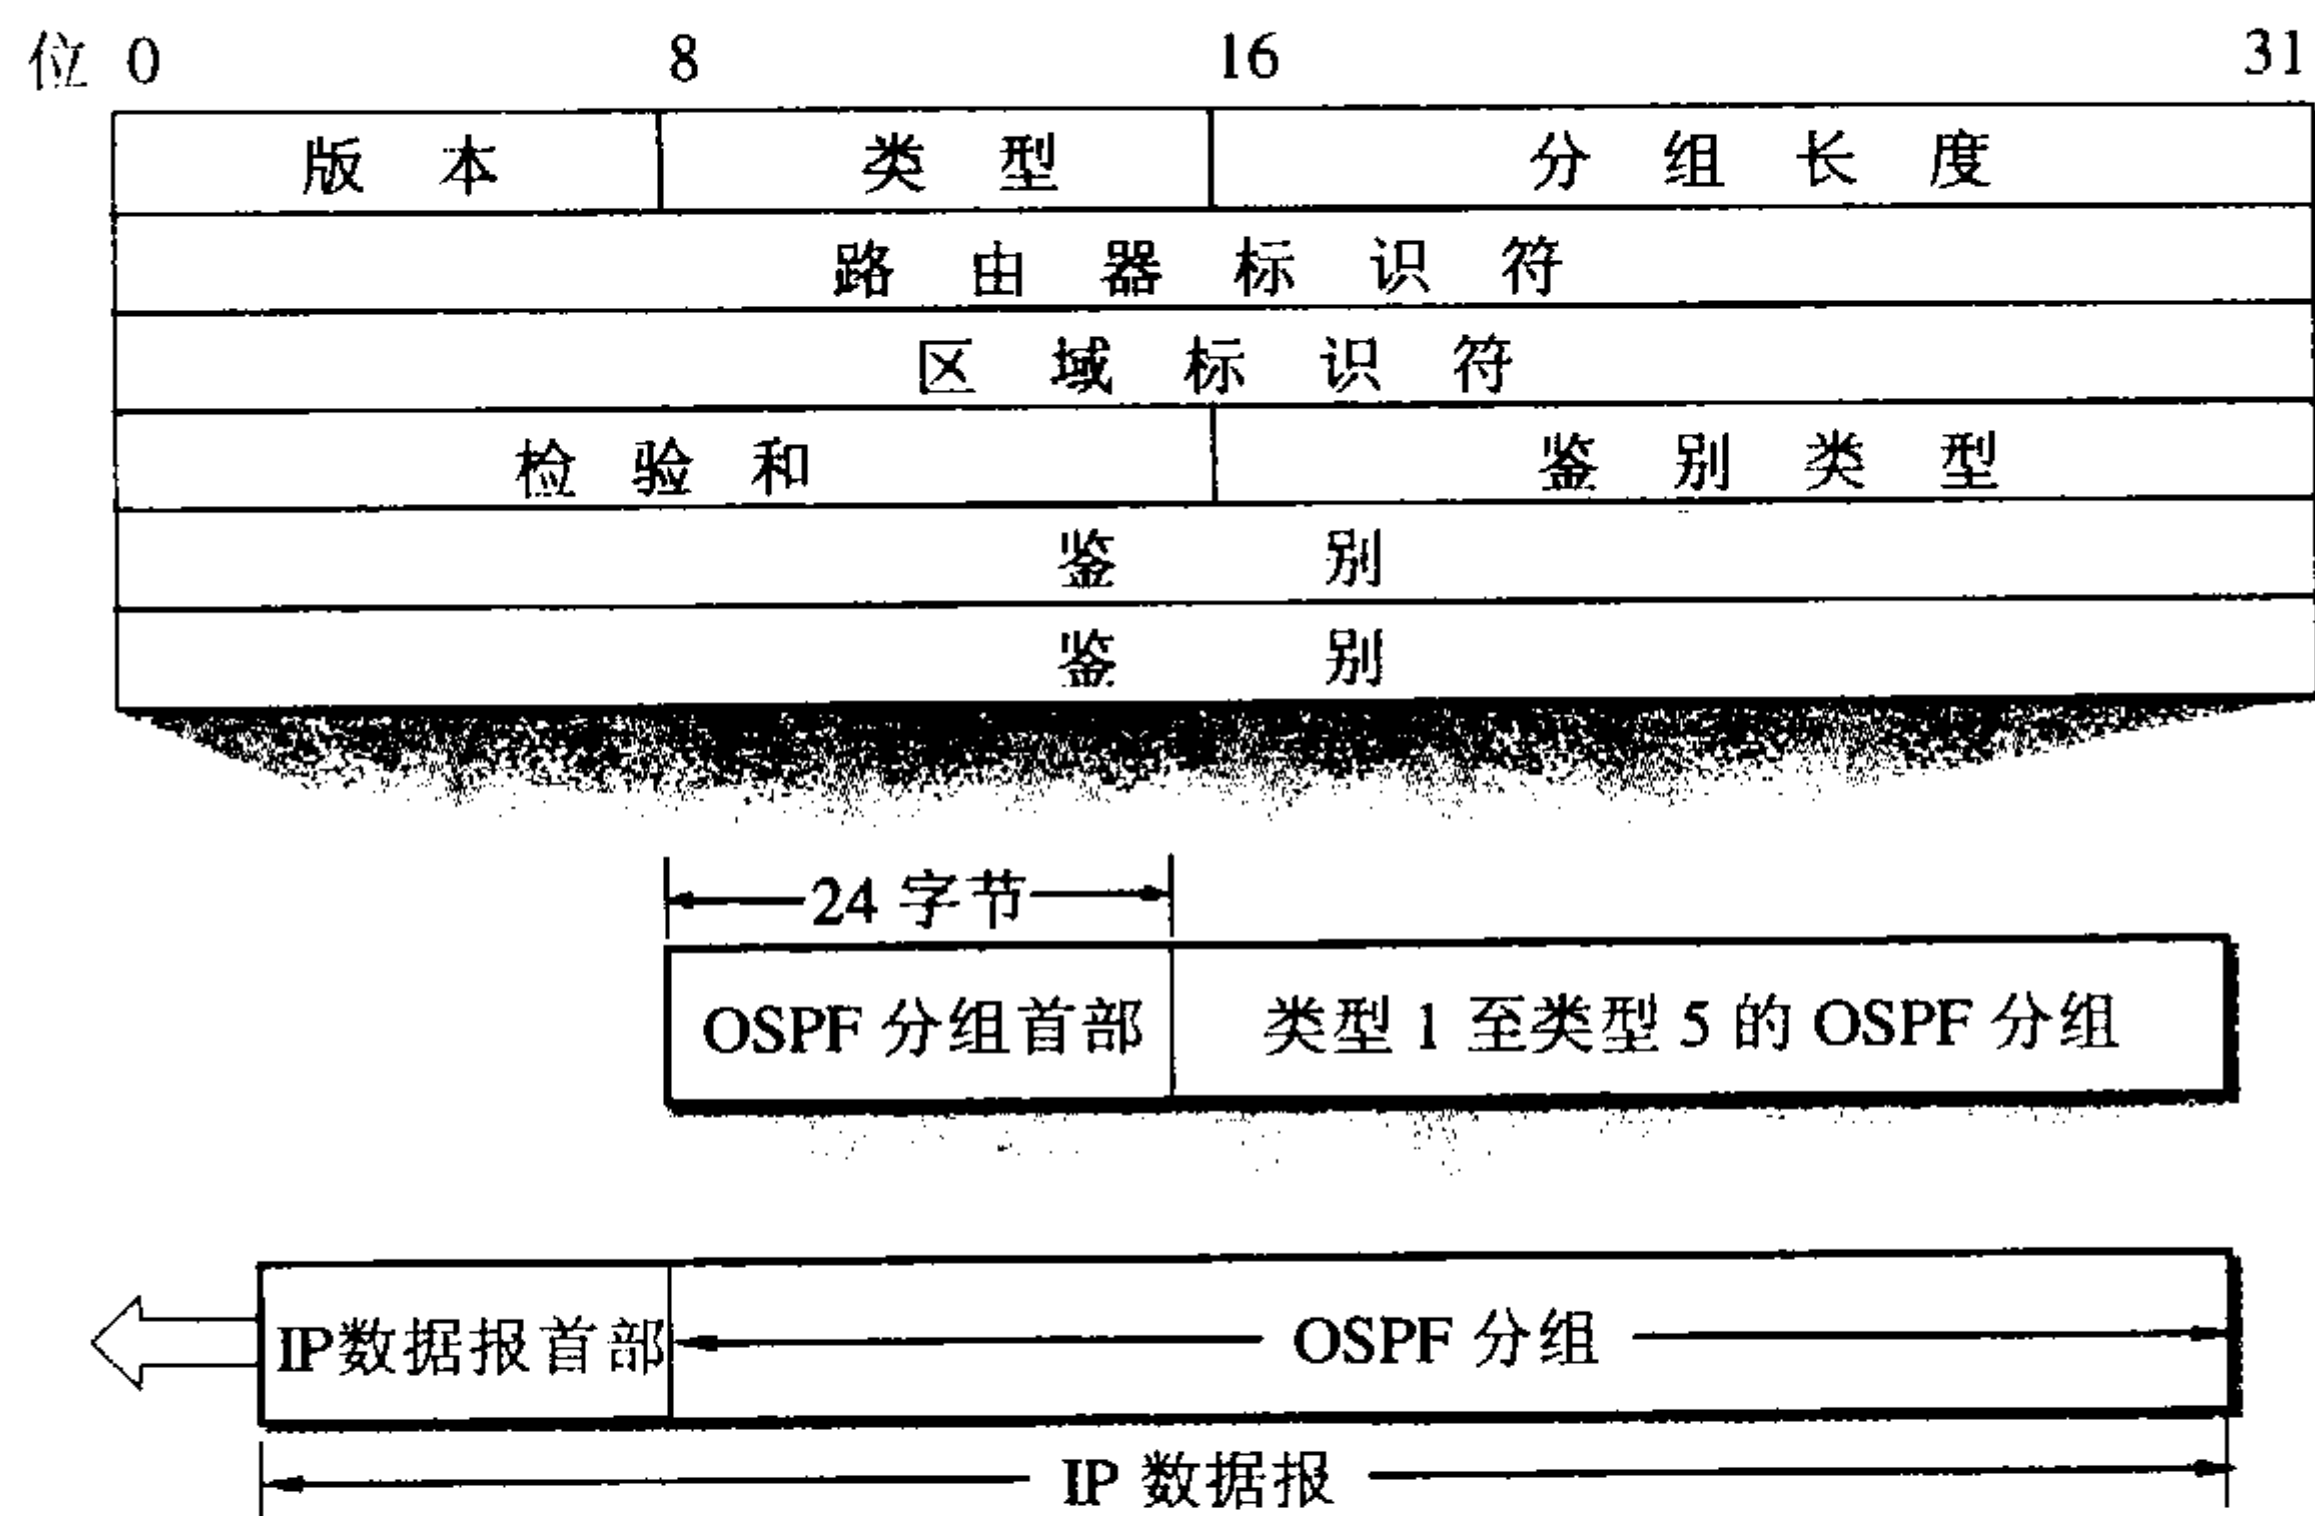 位 0 8 16 31
版本 类型 分组长度
路由器标识符
区域标识符
检验和 鉴别类型
鉴别
鉴别
24 字节
OSPF 分组首部 类型 1 至类型 5 的 OSPF 分组
IP数据报首部 OSPF 分组
IP 数据报